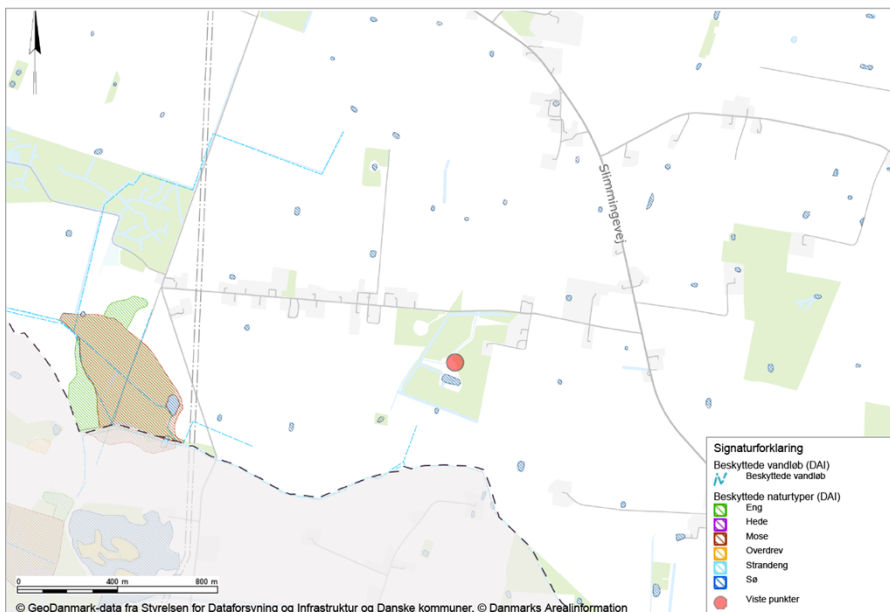 Slimmingevej
Signaturforklaring
Beskyttede vandløb (DAI)
Beskyttede vandløb
Beskyttede naturtyper (DAI)
Eng
Hede
Mose
Overdrev
Strandeng
Sø
Viste punkter
0 400 m 800 m
© GeoDanmark-data fra Styrelsen for Dataforsyning og Infrastruktur og Danske kommuner, © Danmarks Arealinformation